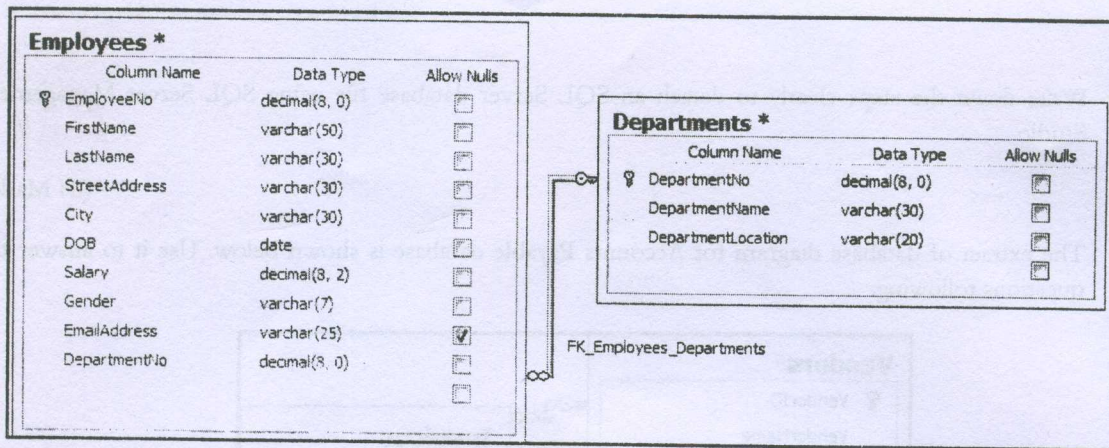 Employees *
Column Name Data Type Allow Nulls
EmployeeNo decimal(8, 0)
FirstName varchar(50)
LastName varchar(30)
StreetAddress varchar(30)
City varchar(30)
DOB date
Salary decimal(8, 2)
Gender varchar(7)
EmailAddress varchar(25)
DepartmentNo decimal(8, 0)
Departments *
Column Name Data Type Allow Nulls
DepartmentNo decimal(8, 0)
DepartmentName varchar(30)
DepartmentLocation varchar(20)
FK_Employees_Departments